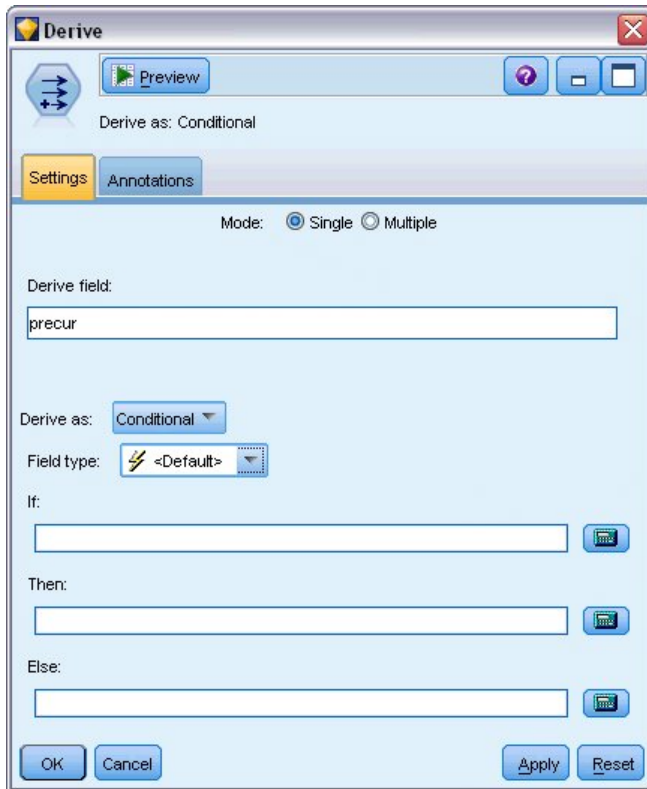 Derive
Preview
Derive as: Conditional
Settings Annotations
Mode: Single Multiple
Derive field:
precur
Derive as: Conditional
Field type: <Default>
If:
Then:
Else:
OK Cancel Apply Reset